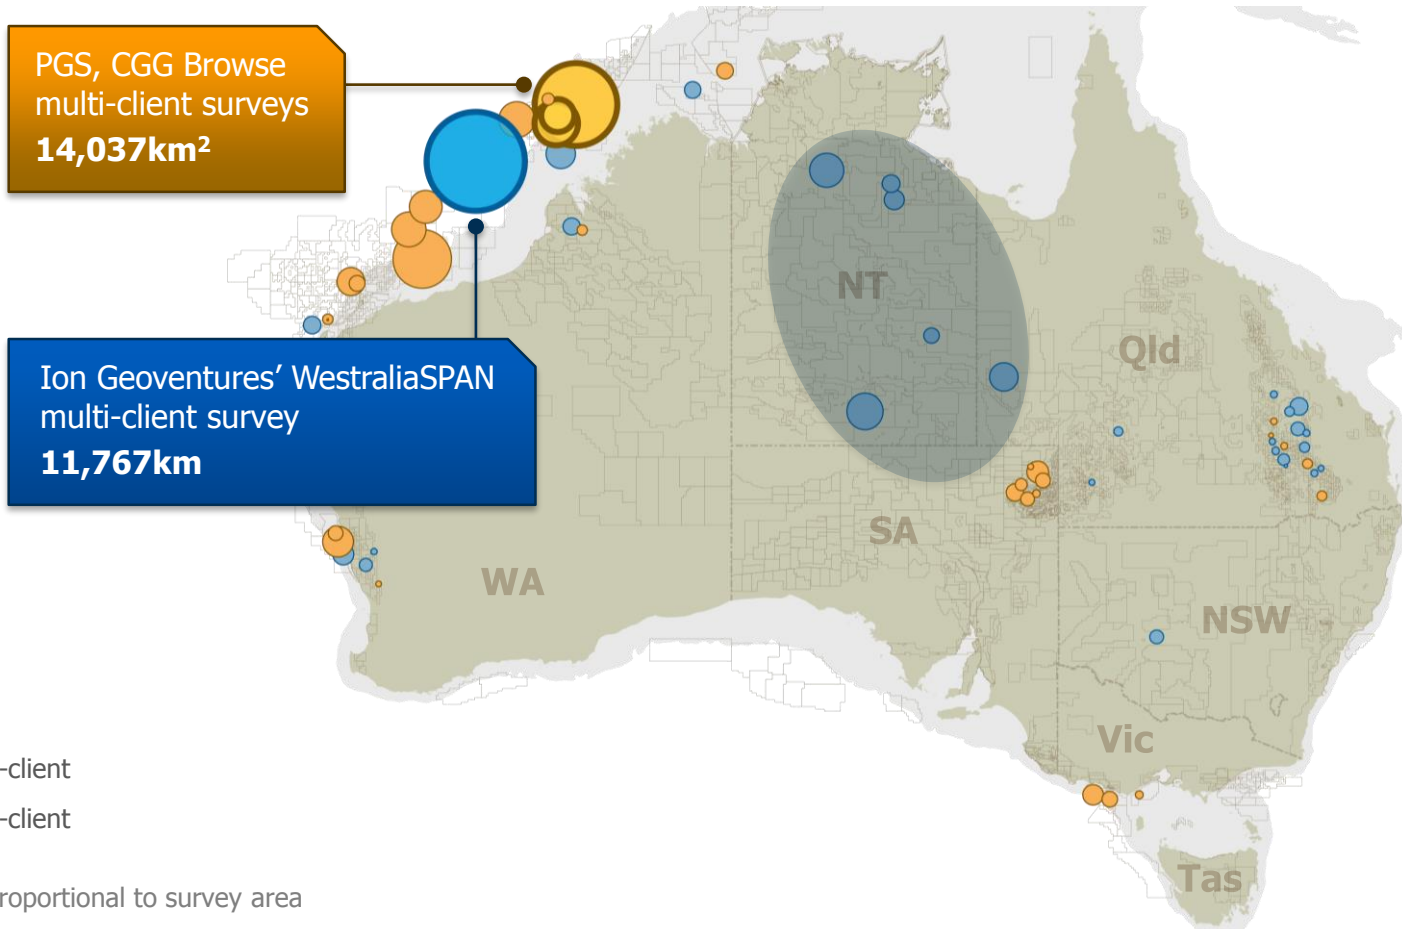 PGS, CGG Browse
multi-client surveys
14,037km²
Ion Geoventures’ WestraliaSPAN
multi-client survey
11,767km
NT
Qld
SA
WA
NSW
Vic
Tas
-client
-client
roportional to survey area